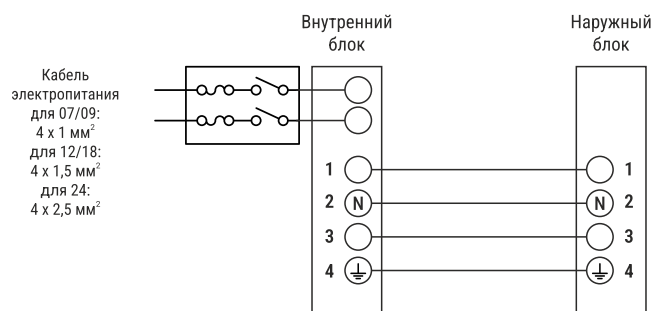 Внутренний
блок
Наружный
блок
Кабель
электропитания
для 07/09:
4 x 1 мм²
для 12/18:
4 x 1,5 мм²
для 24:
4 x 2,5 мм²
1 1
2 N N 2
3 3
4 4